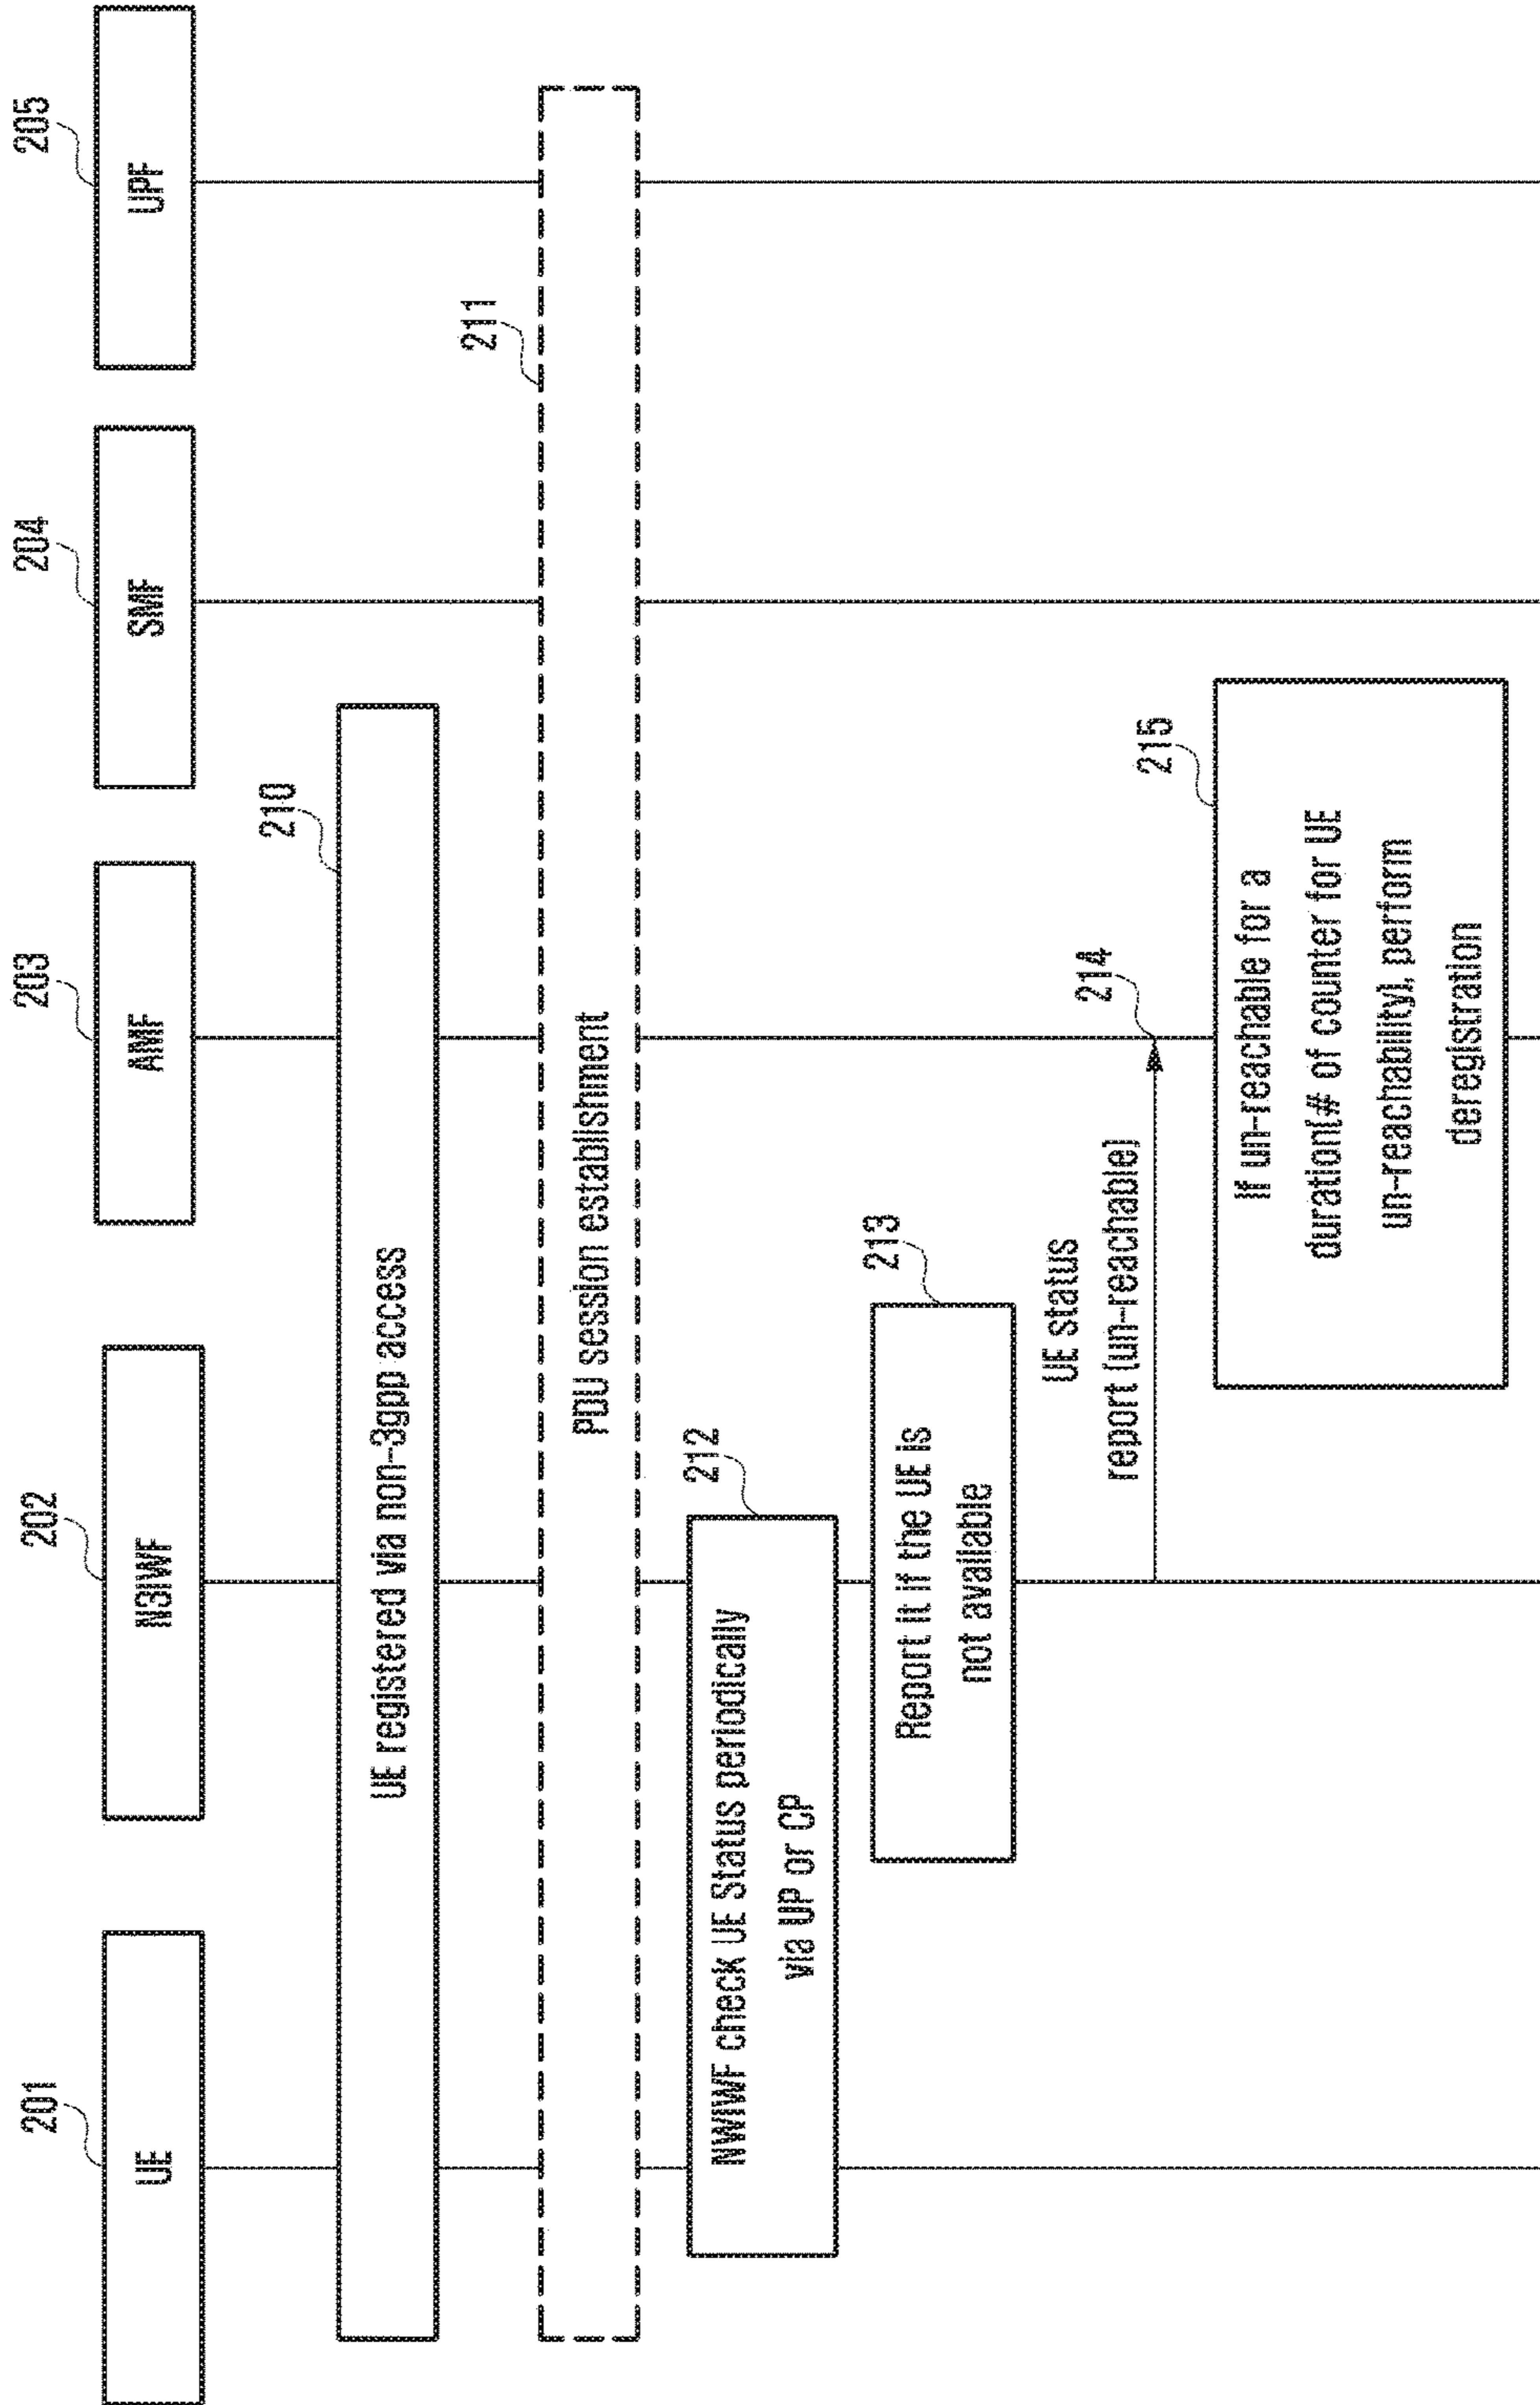 201
UE
202
N3IWF
203
AMF
204
SMF
205
UPF
210
UE registered via non-3gpp access
211
PDU session establishment
212
NWIWF check UE Status periodically
via UP or CP
213
Report it if the UE is
not available
UE status
report (un-reachable)
214
215
If un-reachable for a
duration(# of counter for UE
un-reachability), perform
deregistration